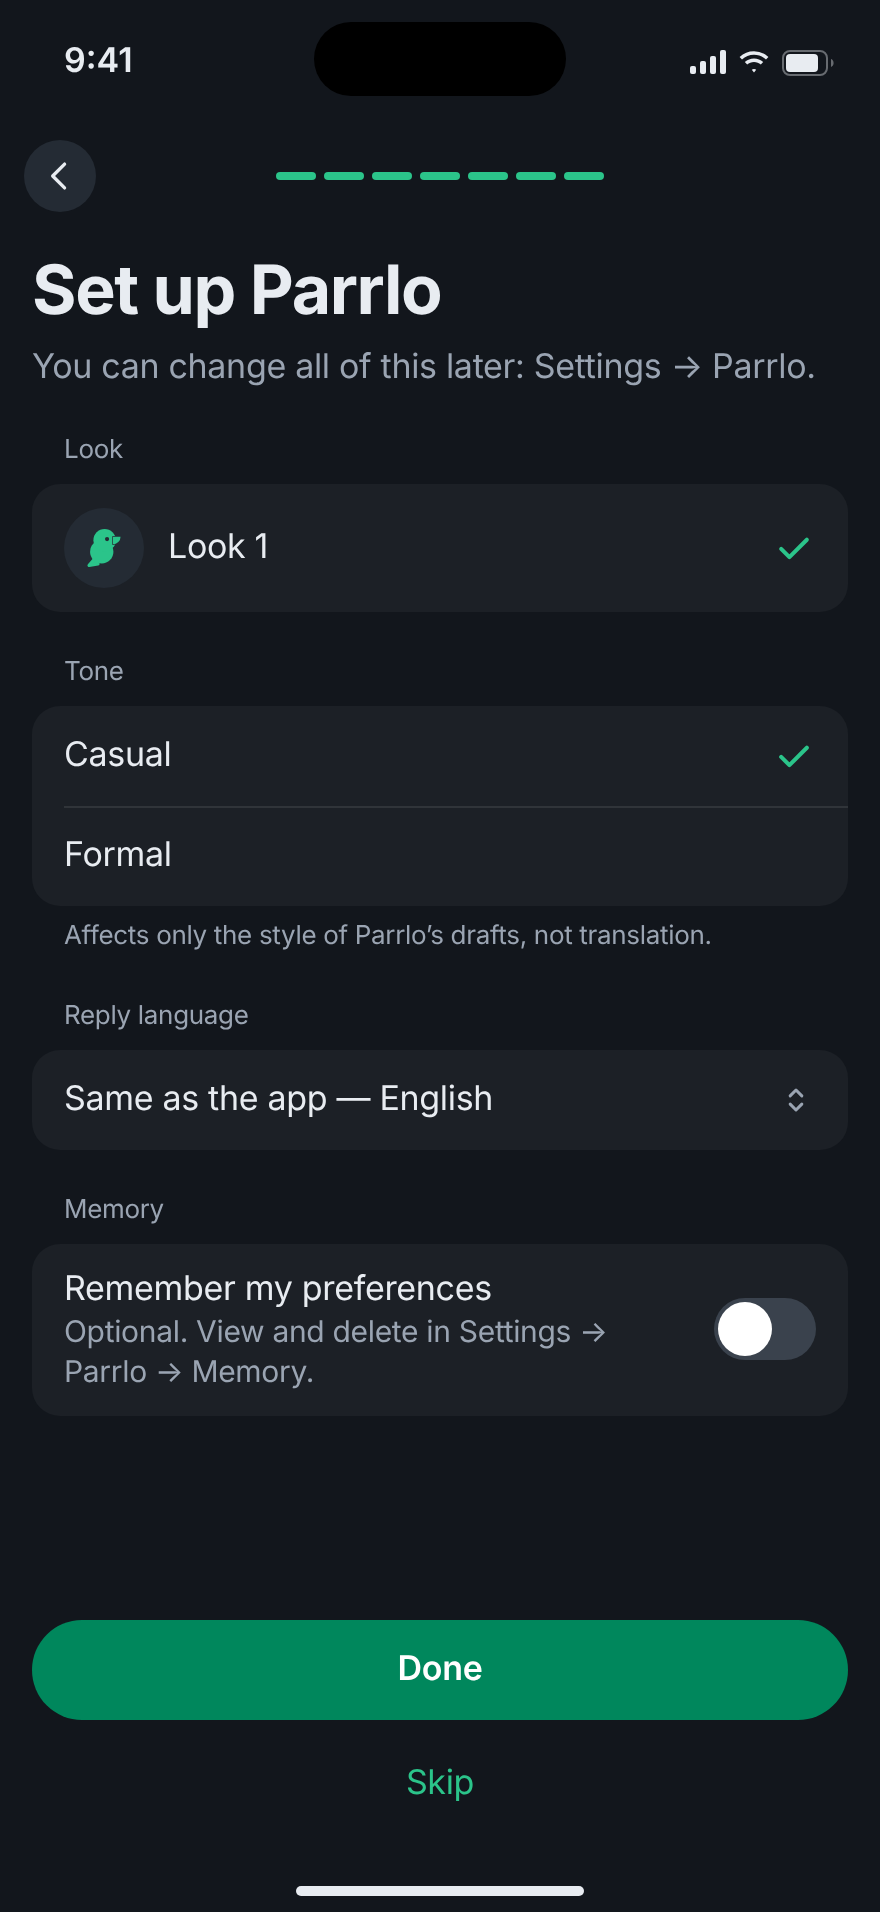 9:41
Set up Parrlo
You can change all of this later: Settings → Parrlo.
Look
Look 1
Tone
Casual
Formal
Affects only the style of Parrlo’s drafts, not translation.
Reply language
Same as the app — English
Memory
Remember my preferences
Optional. View and delete in Settings →
Parrlo → Memory.
Done
Skip